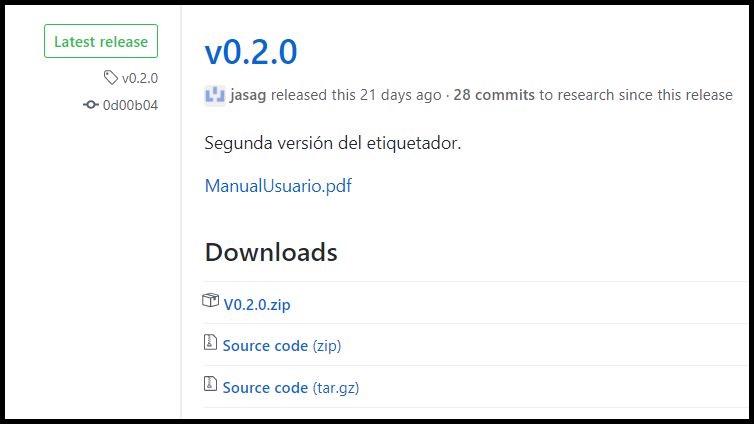 Latest release
v0.2.0
0d00b04
v0.2.0
jasag released this 21 days ago · 28 commits to research since this release
Segunda versión del etiquetador.
ManualUsuario.pdf
Downloads
V0.2.0.zip
Source code (zip)
Source code (tar.gz)